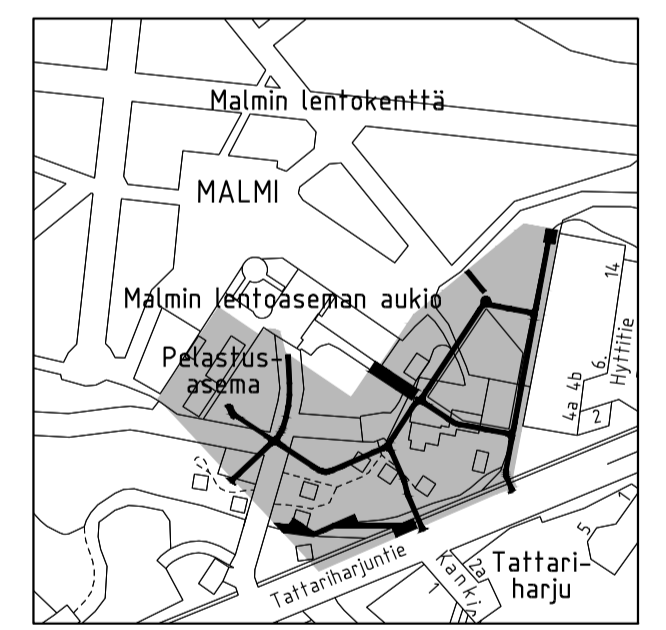 Malmin lentokenttä
MALMI
Malmin lentoaseman aukio
14
Pelastus-
asema
Hyttitie
6.
4a 4b
2
1
5
Tattariharjuntie
Kankir
2a
1
Tattari-
harju